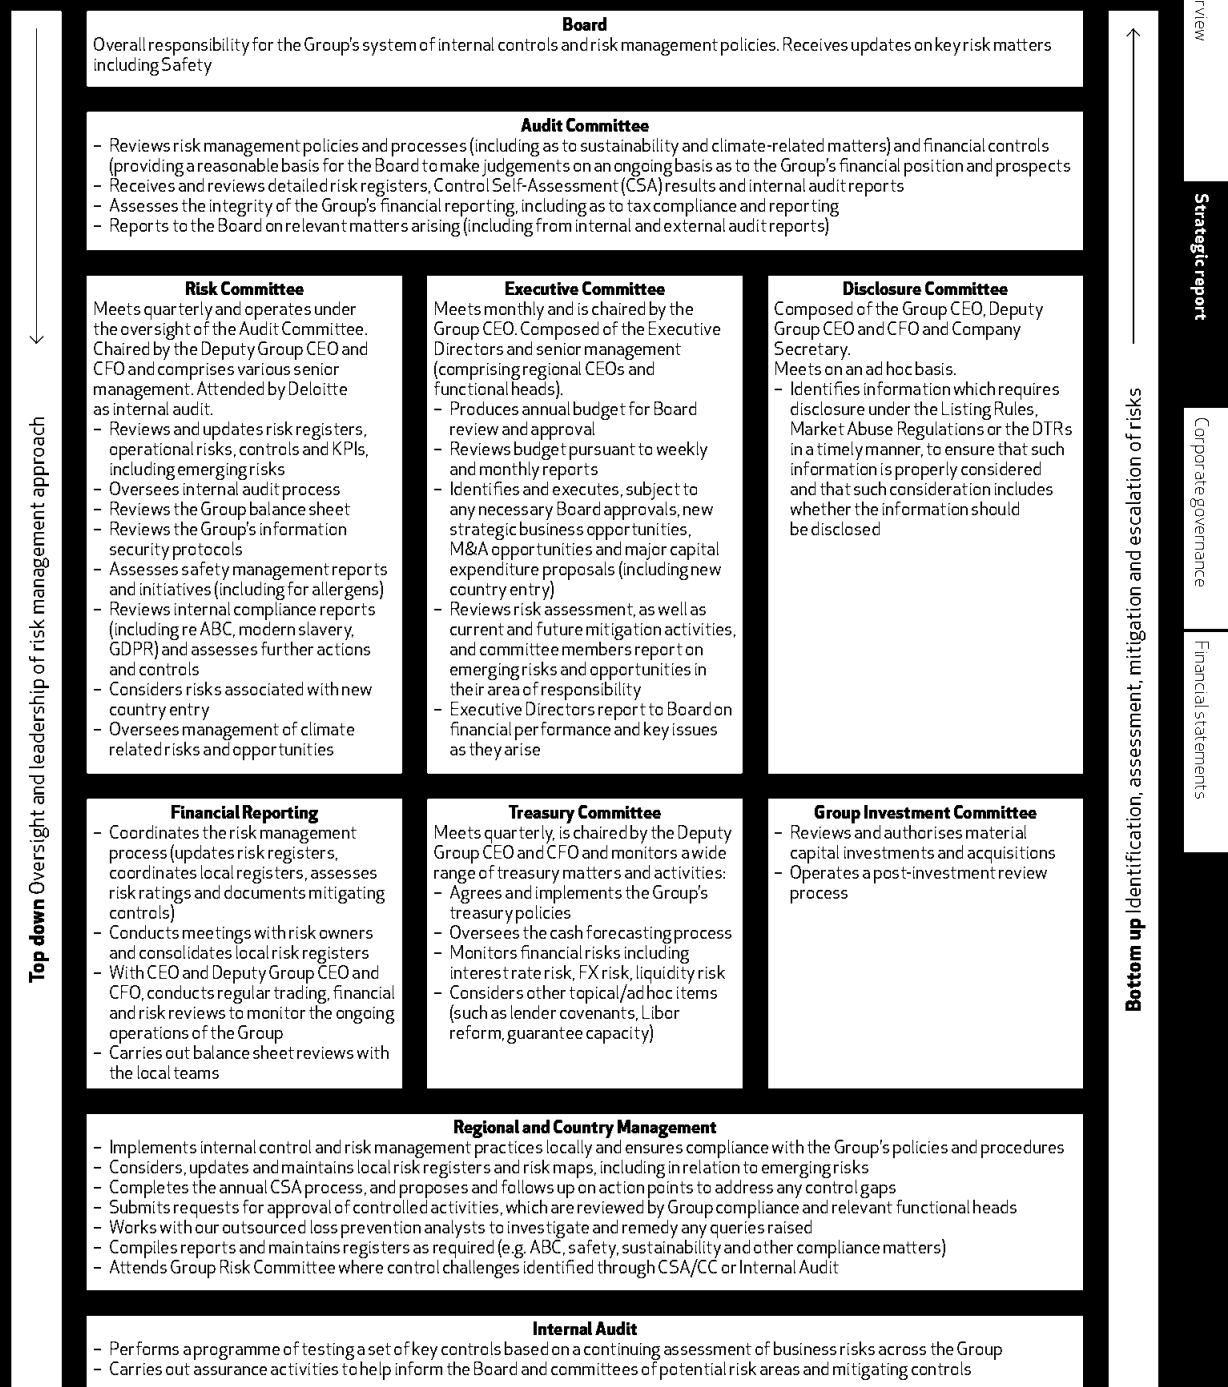 Board
Overall responsibility for the Group's system of internal controls and risk management policies. Receives updates on key risk matters
including Safety
Audit Committee
– Reviews risk management policies and processes (including as to sustainability and climate-related matters) and financial controls
(providing a reasonable basis for the Board to make judgements on an ongoing basis as to the Group's financial position and prospects
– Receives and reviews detailed risk registers, Control Self-Assessment (CSA) results and internal audit reports
– Assesses the integrity of the Group's financial reporting, including as to tax compliance and reporting
– Reports to the Board on relevant matters arising (including from internal and external audit reports)
Risk Committee
Meets quarterly and operates under
the oversight of the Audit Committee.
Chaired by the Deputy Group CEO and
CFO and comprises various senior
management. Attended by Deloitte
as internal audit.
– Reviews and updates risk registers,
operational risks, controls and KPIs,
including emerging risks
– Oversees internal audit process
– Reviews the Group balance sheet
– Reviews the Group's information
security protocols
– Assesses safety management reports
and initiatives (including for allergens)
– Reviews internal compliance reports
(including re ABC, modern slavery,
GDPR) and assesses further actions
and controls
– Considers risks associated with new
country entry
– Oversees management of climate
related risks and opportunities
Executive Committee
Meets monthly and is chaired by the
Group CEO. Composed of the Executive
Directors and senior management
(comprising regional CEOs and
functional heads).
– Produces annual budget for Board
review and approval
– Reviews budget pursuant to weekly
and monthly reports
– Identifies and executes, subject to
any necessary Board approvals, new
strategic business opportunities,
M&A opportunities and major capital
expenditure proposals (including new
country entry)
– Reviews risk assessment, as well as
current and future mitigation activities,
and committee members report on
emerging risks and opportunities in
their area of responsibility
– Executive Directors report to Board on
financial performance and key issues
as they arise
Disclosure Committee
Composed of the Group CEO, Deputy
Group CEO and CFO and Company
Secretary.
Meets on an ad hoc basis.
– Identifies information which requires
disclosure under the Listing Rules,
Market Abuse Regulations or the DTRs
in a timely manner, to ensure that such
information is properly considered
and that such consideration includes
whether the information should
be disclosed
Financial Reporting
– Coordinates the risk management
process (updates risk registers,
coordinates local registers, assesses
risk ratings and documents mitigating
controls)
– Conducts meetings with risk owners
and consolidates local risk registers
– With CEO and Deputy Group CEO and
CFO, conducts regular trading, financial
and risk reviews to monitor the ongoing
operations of the Group
– Carries out balance sheet reviews with
the local teams
Treasury Committee
Meets quarterly, is chaired by the Deputy
Group CEO and CFO and monitors a wide
range of treasury matters and activities:
– Agrees and implements the Group's
treasury policies
– Oversees the cash forecasting process
– Monitors financial risks including
interest rate risk, FX risk, liquidity risk
– Considers other topical/ad hoc items
(such as lender covenants, Libor
reform, guarantee capacity)
Group Investment Committee
– Reviews and authorises material
capital investments and acquisitions
– Operates a post-investment review
process
Regional and Country Management
– Implements internal control and risk management practices locally and ensures compliance with the Group's policies and procedures
– Considers, updates and maintains local risk registers and risk maps, including in relation to emerging risks
– Completes the annual CSA process, and proposes and follows up on action points to address any control gaps
– Submits requests for approval of controlled activities, which are reviewed by Group compliance and relevant functional heads
– Works with our outsourced loss prevention analysts to investigate and remedy any queries raised
– Compiles reports and maintains registers as required (e.g. ABC, safety, sustainability and other compliance matters)
– Attends Group Risk Committee where control challenges identified through CSA/CC or Internal Audit
Internal Audit
– Performs a programme of testing a set of key controls based on a continuing assessment of business risks across the Group
– Carries out assurance activities to help inform the Board and committees of potential risk areas and mitigating controls
Top down Oversight and leadership of risk management approach
Bottom up Identification, assessment, mitigation and escalation of risks
rview
Strategic report
Corporate governance
Financial statements